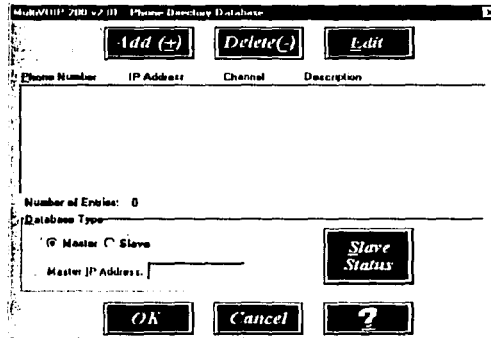 MultiVOIP 200 v2.01 - Phone Directory Database
Add (+) Delete(-) Edit
Phone Number IP Address Channel Description
Number of Entries: 0
Database Type
Master Slave
Master IP Address:
Slave Status
OK Cancel ?